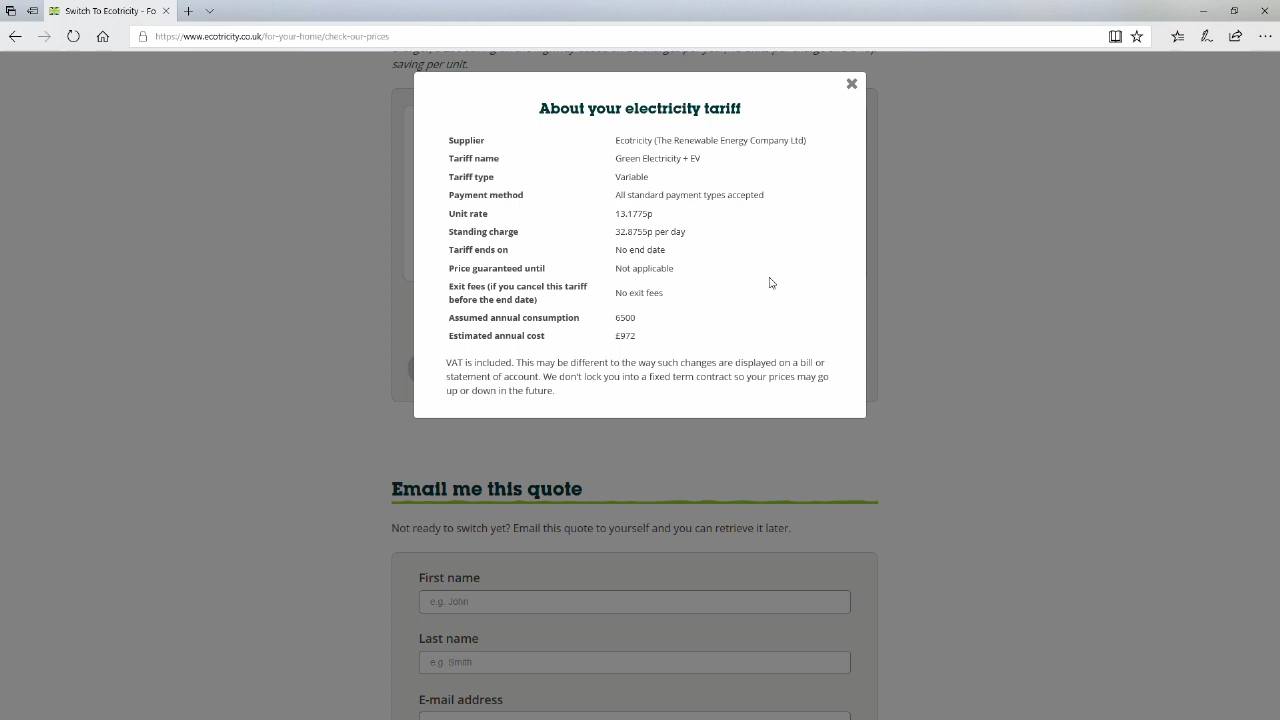 Switch To Ecotricity - Fo
https://www.ecotricity.co.uk/for-your-home/check-our-prices
saving per unit.
About your electricity tariff
Supplier Ecotricity (The Renewable Energy Company Ltd)
Tariff name Green Electricity + EV
Tariff type Variable
Payment method All standard payment types accepted
Unit rate 13.1775p
Standing charge 32.8755p per day
Tariff ends on No end date
Price guaranteed until Not applicable
Exit fees (if you cancel this tariff
before the end date) No exit fees
Assumed annual consumption 6500
Estimated annual cost £972
VAT is included. This may be different to the way such changes are displayed on a bill or
statement of account. We don't lock you into a fixed term contract so your prices may go
up or down in the future.
Email me this quote
Not ready to switch yet? Email this quote to yourself and you can retrieve it later.
First name
e.g. John
Last name
e.g. Smith
E-mail address